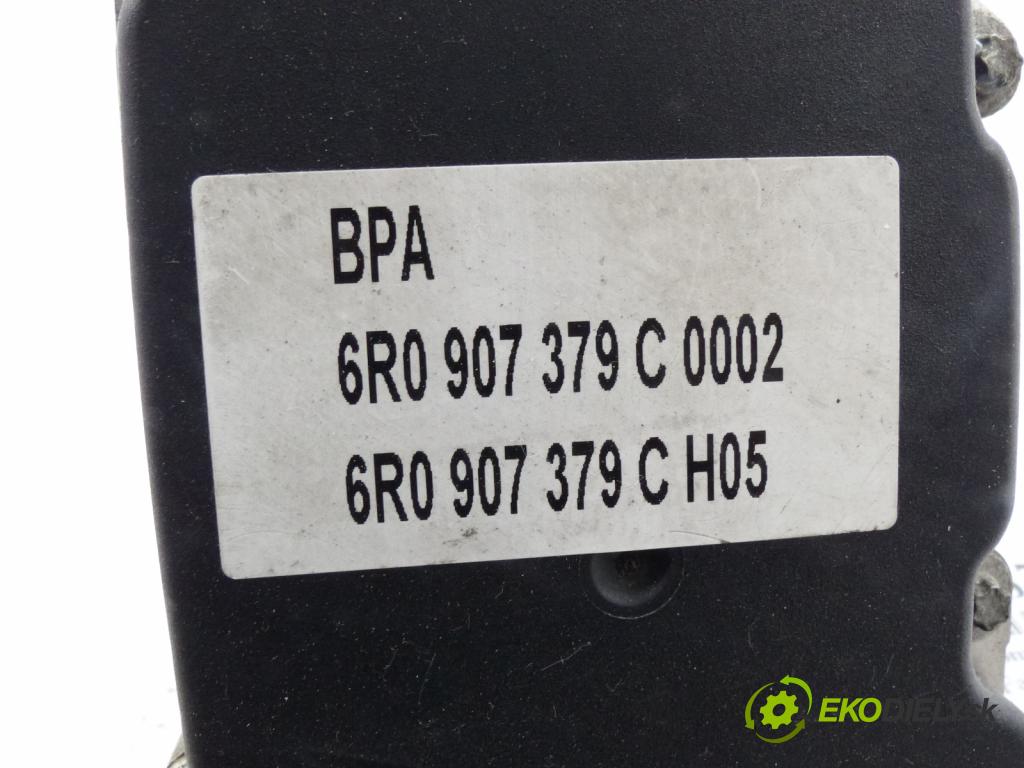 BPA
6R0 907 379 C 0002
6R0 907 379 C H05
EKODIELY.sk